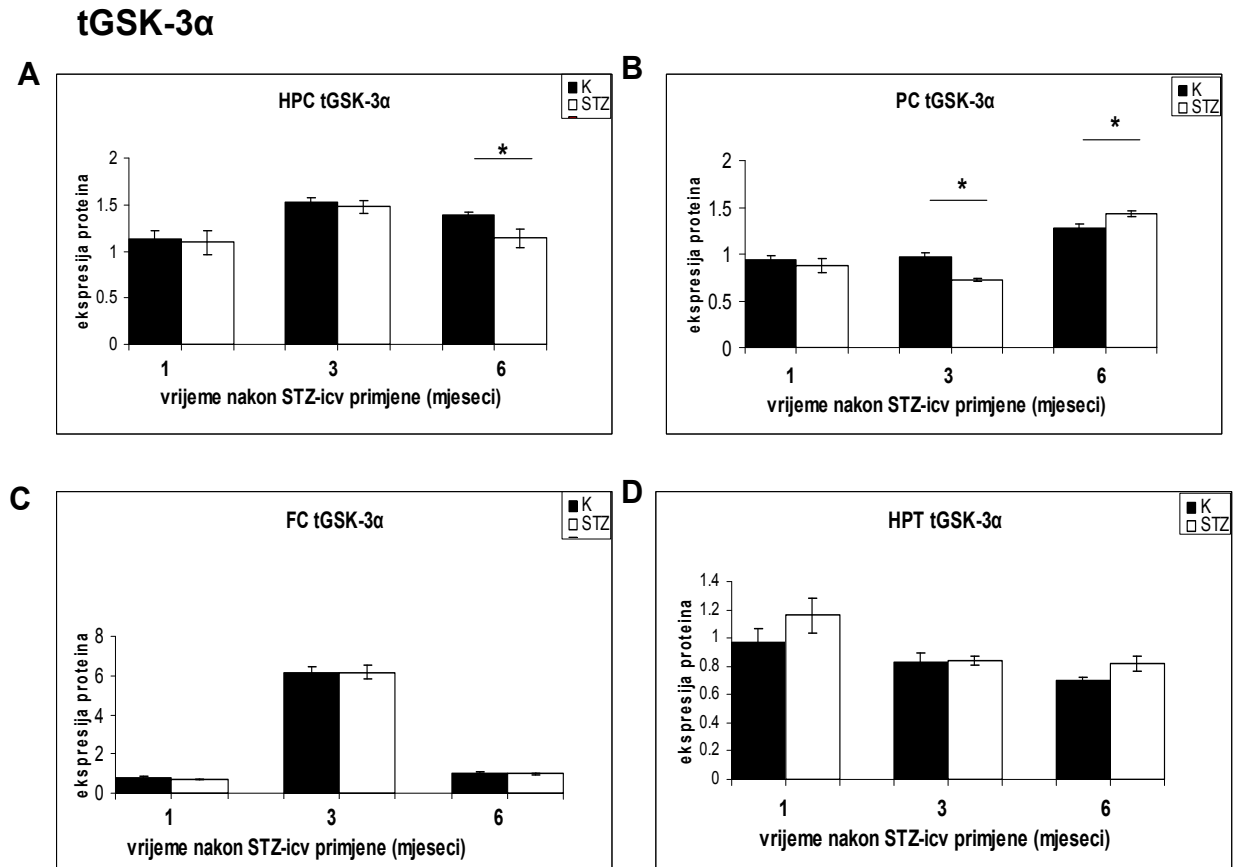 tGSK-3α
A
HPC tGSK-3α
K
STZ
ekspresija proteina
2
1.5
1
0.5
0
*
1 3 6
vrijeme nakon STZ-icv primjene (mjeseci)
B
PC tGSK-3α
K
STZ
ekspresija proteina
2
1.5
1
0.5
0
*
*
1 3 6
vrijeme nakon STZ-icv primjene (mjeseci)
C
FC tGSK-3α
K
STZ
ekspresija proteina
8
6
4
2
0
1 3 6
vrijeme nakon STZ-icv primjene (mjeseci)
D
HPT tGSK-3α
K
STZ
ekspresija proteina
1.4
1.2
1
0.8
0.6
0.4
0.2
0
1 3 6
vrijeme nakon STZ-icv primjene (mjeseci)